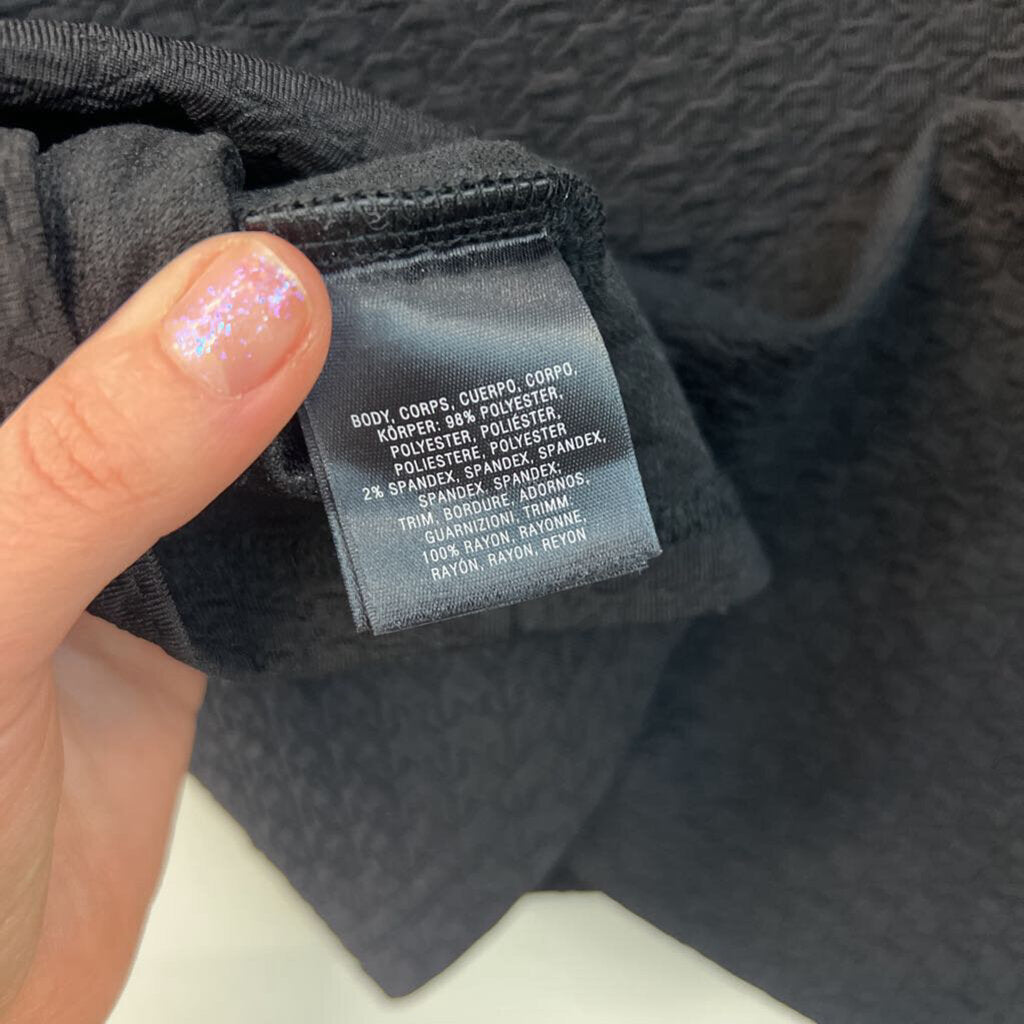 BODY, CORPS, CUERPO, CORPO,
KÖRPER: 98% POLYESTER,
POLYESTER, POLIÉSTER,
POLIESTERE, POLYESTER
2% SPANDEX, SPANDEX, SPANDEX,
SPANDEX, SPANDEX;
TRIM, BORDURE, ADORNOS,
GUARNIZIONI, TRIMM:
100% RAYON, RAYONNE,
RAYÓN, RAYON, REYON